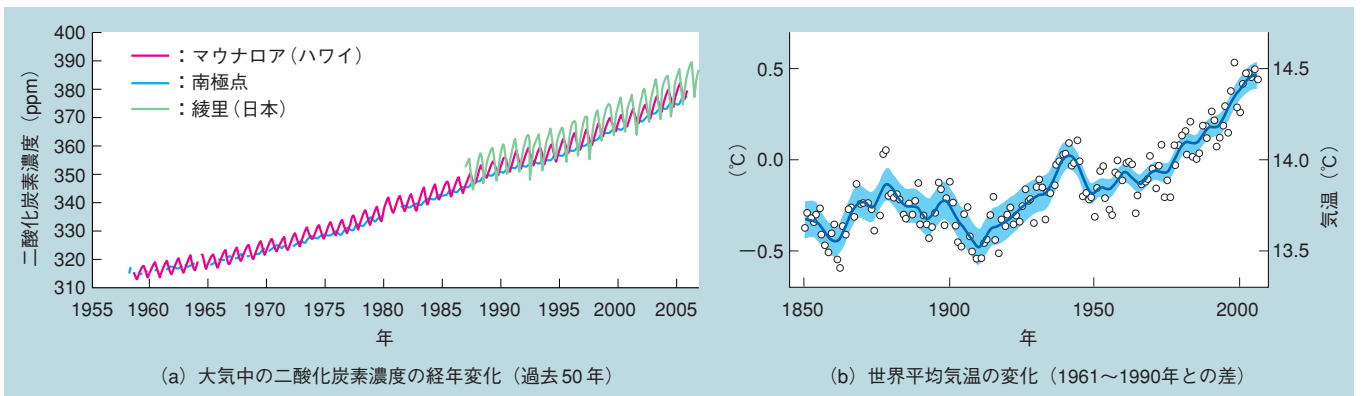 400
390
380
370
360
350
340
330
320
310
二酸化炭素濃度（ppm）
：マウナロア（ハワイ）
：南極点
：綾里（日本）
1955 1960 1965 1970 1975 1980 1985 1990 1995 2000 2005
年
（a）大気中の二酸化炭素濃度の経年変化（過去50年）
0.5
0.0
−0.5
（℃）
14.5
14.0
13.5
気温（℃）
1850 1900 1950 2000
年
（b）世界平均気温の変化（1961〜1990年との差）